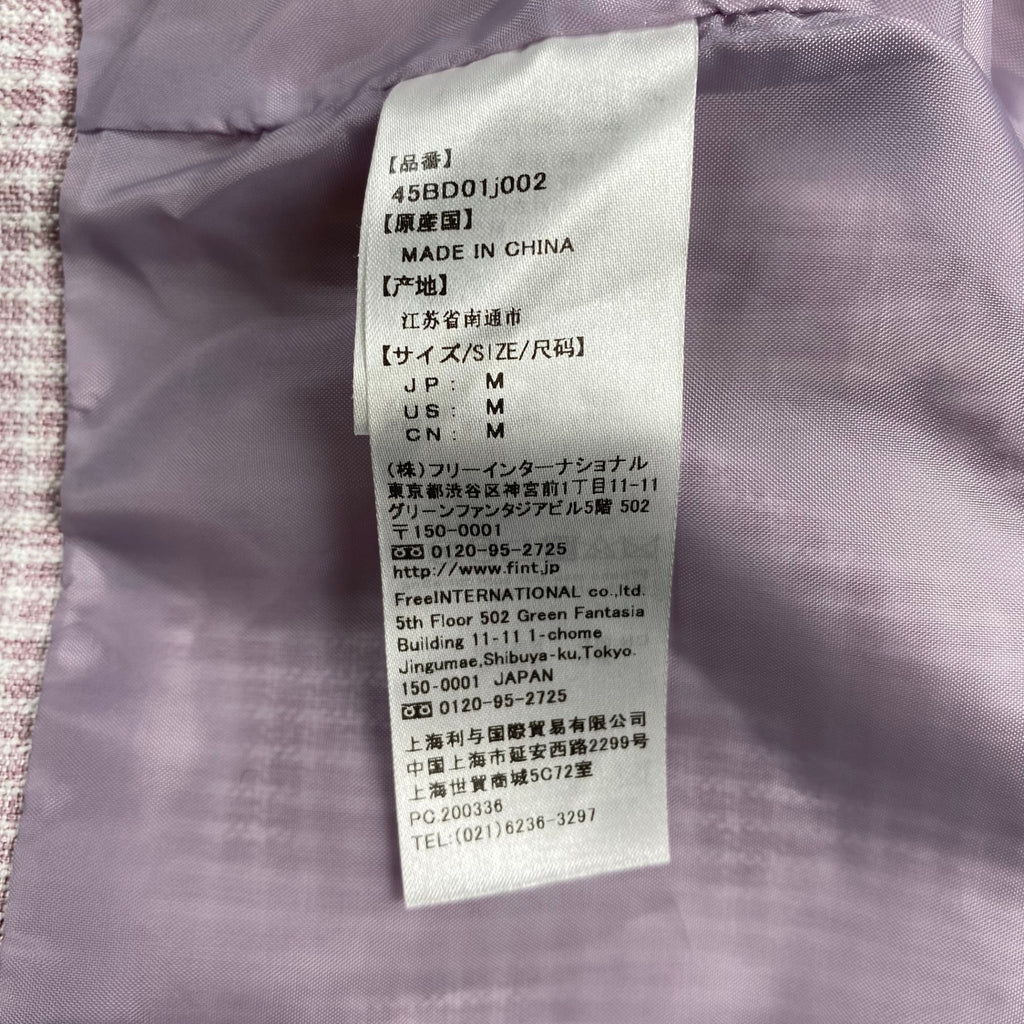 【品番】
45BD01j002
【原産国】
MADE IN CHINA
【产地】
江苏省南通市
【サイズ/SIZE/尺码】
JP: M
US: M
CN: M
(株)フリーインターナショナル
東京都渋谷区神宮前1丁目11-11
グリーンファンタジアビル5階 502
〒150-0001
0120-95-2725
http://www.fint.jp
FreeINTERNATIONAL co.,ltd.
5th Floor 502 Green Fantasia
Building 11-11 1-chome
Jingumae,Shibuya-ku,Tokyo.
150-0001 JAPAN
0120-95-2725
上海利与国際貿易有限公司
中国上海市延安西路2299号
上海世貿商城5C72室
PC.200336
TEL:(021)6236-3297